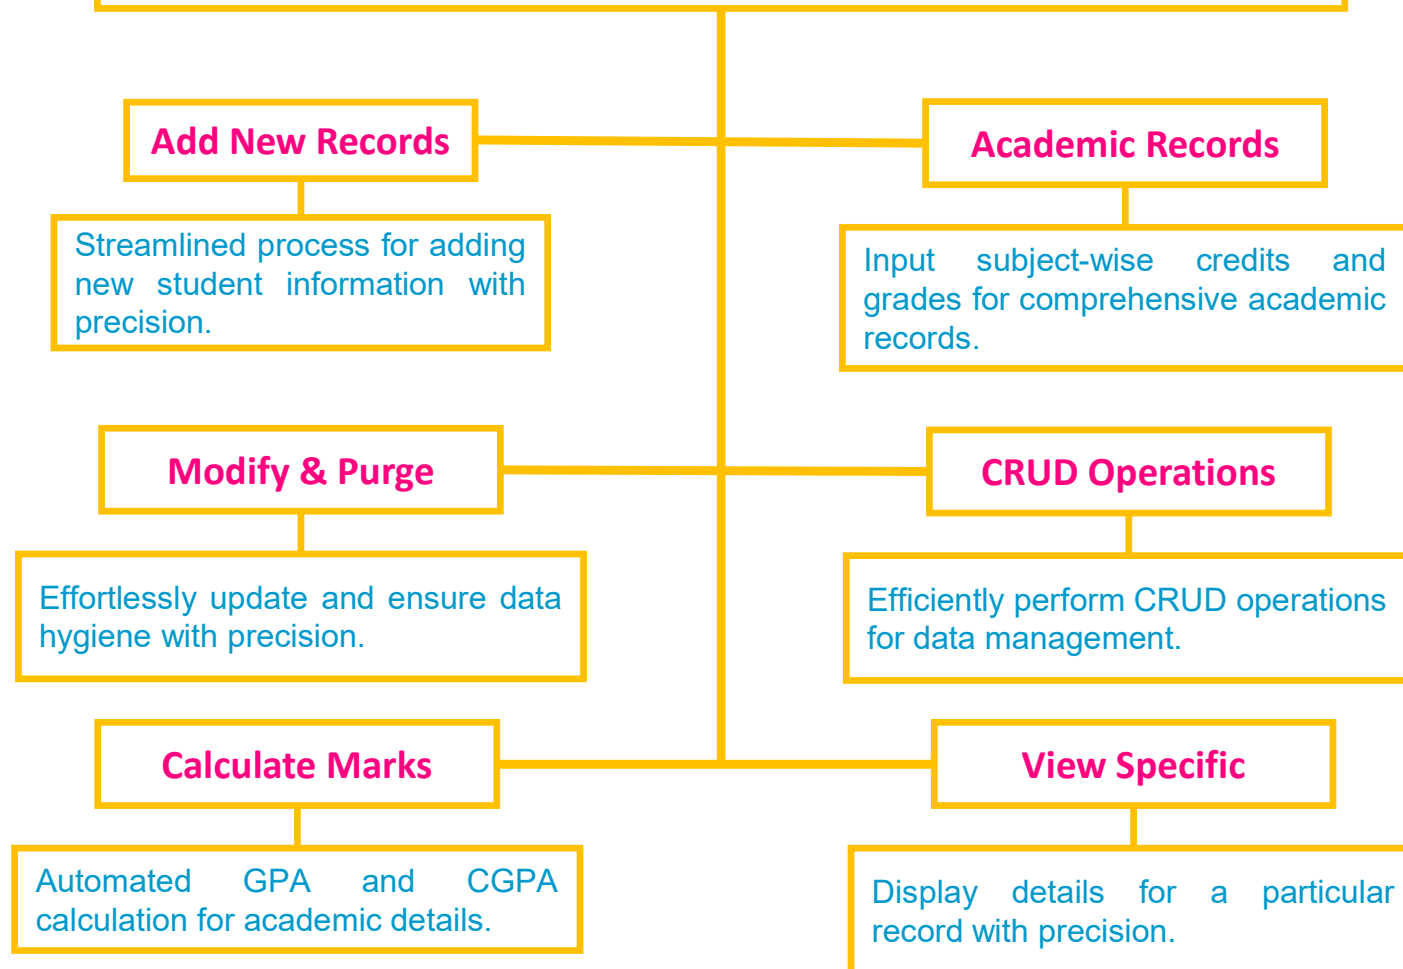 Add New Records
Streamlined process for adding
new student information with
precision.
Academic Records
Input subject-wise credits and
grades for comprehensive academic
records.
Modify & Purge
Effortlessly update and ensure data
hygiene with precision.
CRUD Operations
Efficiently perform CRUD operations
for data management.
Calculate Marks
Automated GPA and CGPA
calculation for academic details.
View Specific
Display details for a particular
record with precision.